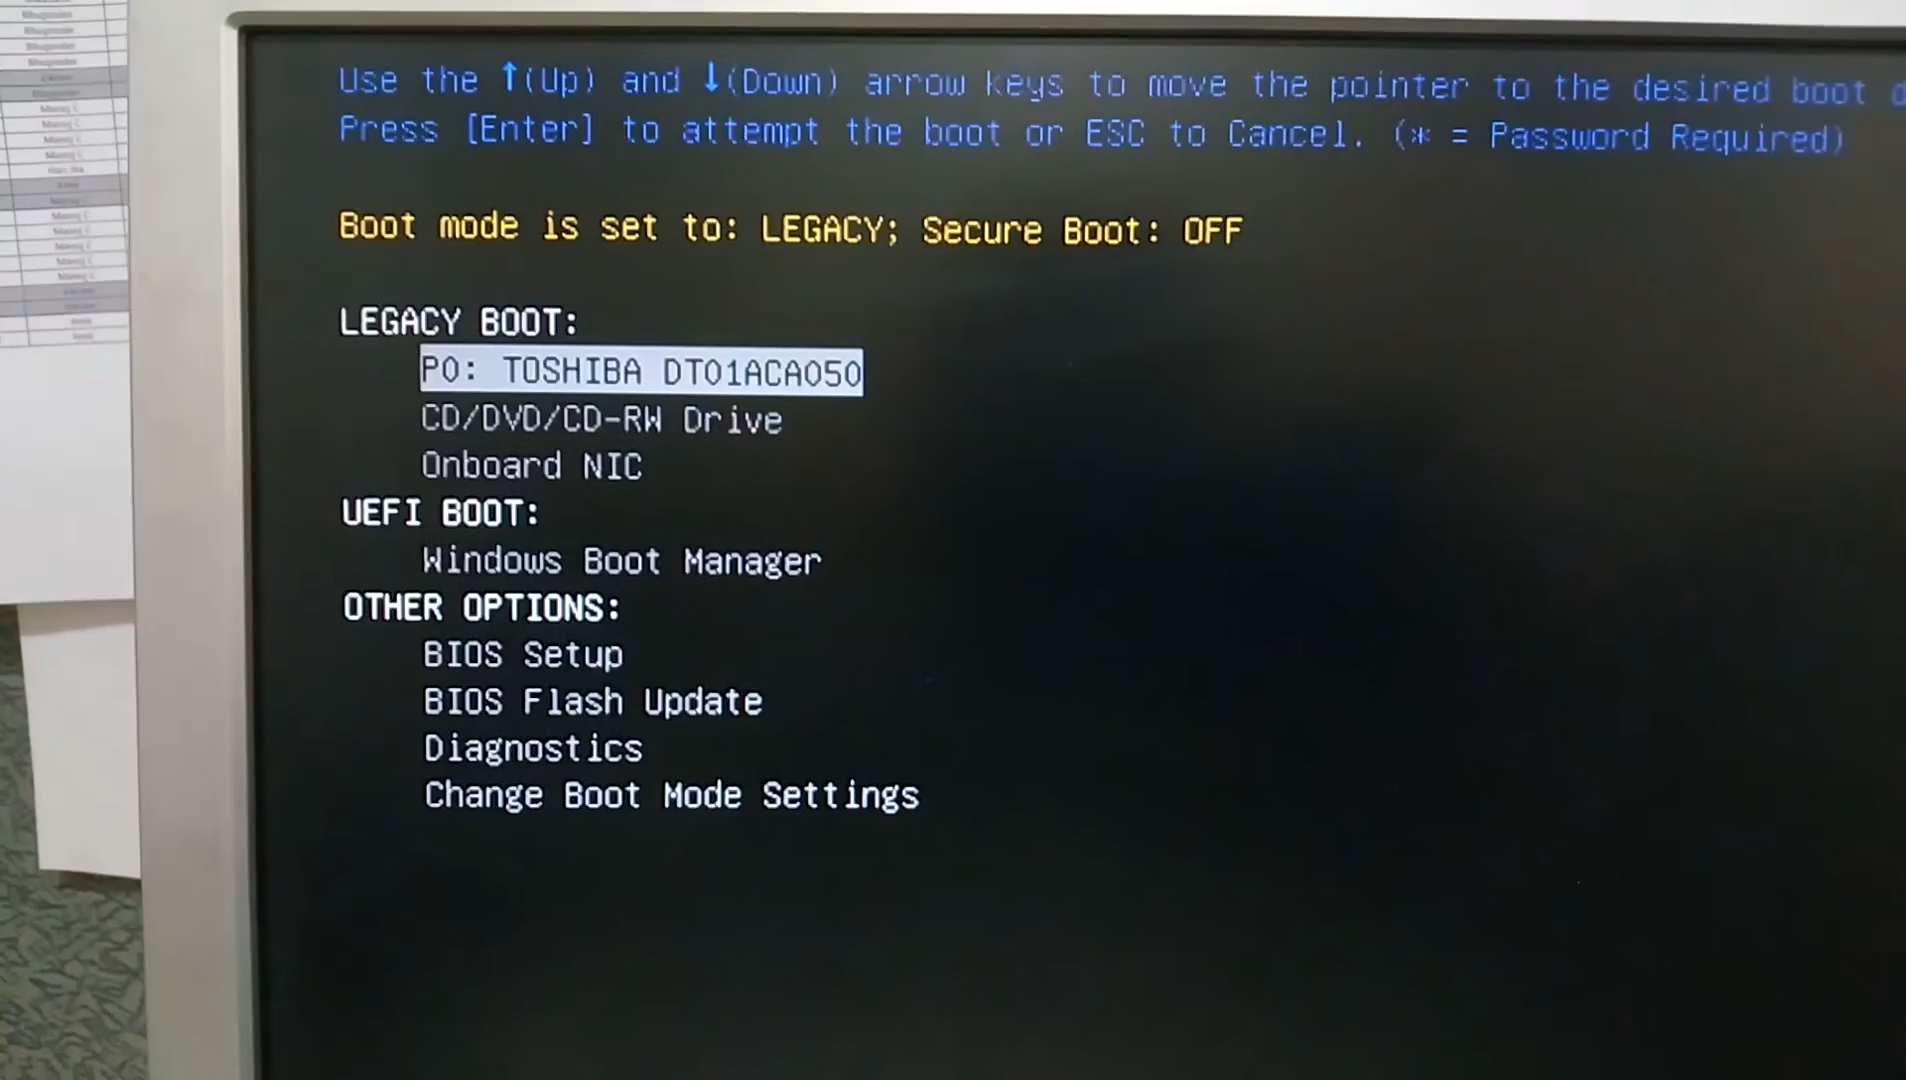 Use the ↑(Up) and ↓(Down) arrow keys to move the pointer to the desired boot d
Press [Enter] to attempt the boot or ESC to Cancel. (* = Password Required)
Boot mode is set to: LEGACY; Secure Boot: OFF
LEGACY BOOT:
P0: TOSHIBA DT01ACA050
CD/DVD/CD-RW Drive
Onboard NIC
UEFI BOOT:
Windows Boot Manager
OTHER OPTIONS:
BIOS Setup
BIOS Flash Update
Diagnostics
Change Boot Mode Settings